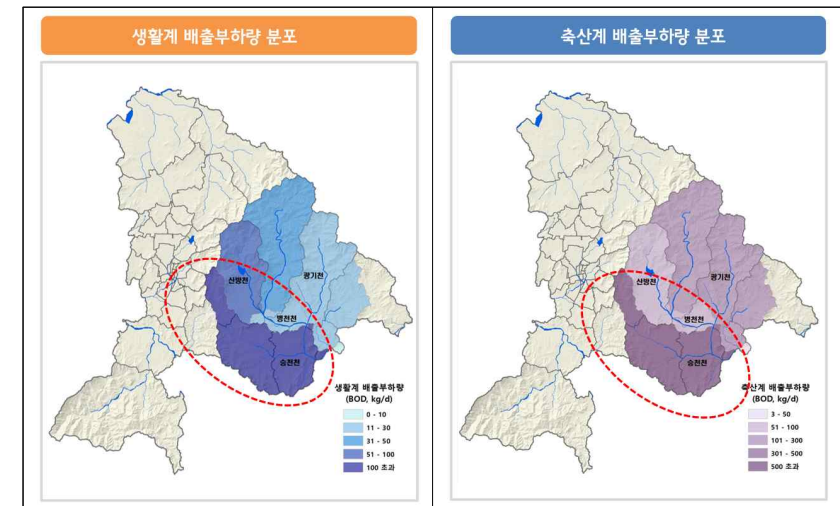 생활계 배출부하량 분포
산방천
광기천
병천천
승천천
생활계 배출부하량
(BOD, kg/d)
0 - 10
11 - 30
31 - 50
51 - 100
100 초과
축산계 배출부하량 분포
산방천
광기천
병천천
승천천
축산계 배출부하량
(BOD, kg/d)
3 - 50
51 - 100
101 - 300
301 - 500
500 초과